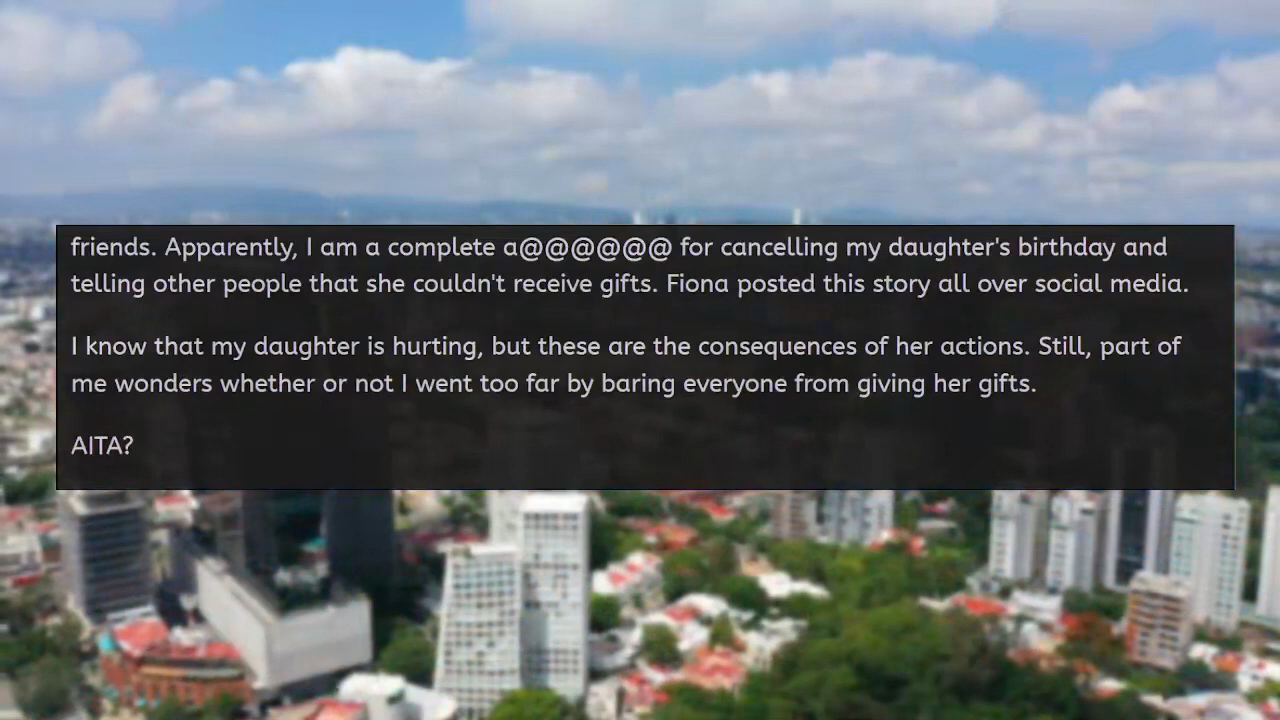 friends. Apparently, I am a complete a@@@@@@ for cancelling my daughter's birthday and
telling other people that she couldn't receive gifts. Fiona posted this story all over social media.
I know that my daughter is hurting, but these are the consequences of her actions. Still, part of
me wonders whether or not I went too far by baring everyone from giving her gifts.
AITA?